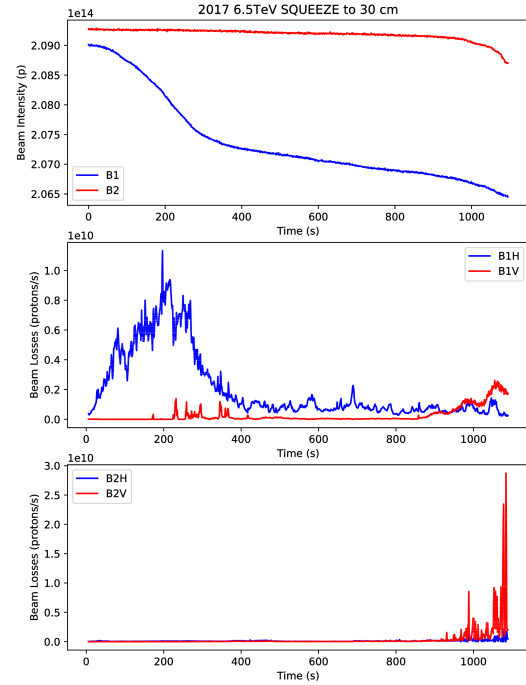 2017 6.5TeV SQUEEZE to 30 cm
1e14
2.090
2.085
2.080
2.075
2.070
2.065
Beam Intensity (p)
B1
B2
0 200 400 600 800 1000
Time (s)
1e10
1.0
0.8
0.6
0.4
0.2
0.0
Beam Losses (protons/s)
B1H
B1V
0 200 400 600 800 1000
Time (s)
1e10
3.0
2.5
2.0
1.5
1.0
0.5
0.0
Beam Losses (protons/s)
B2H
B2V
0 200 400 600 800 1000
Time (s)